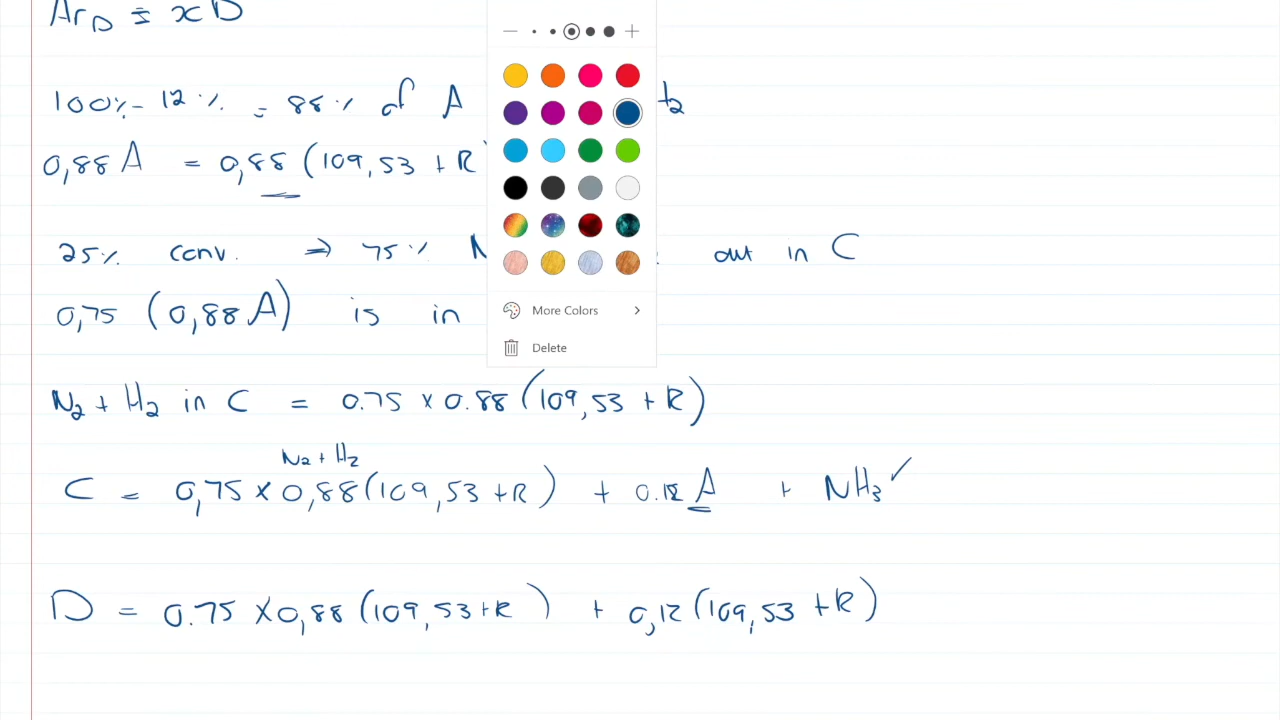 Ar_D = x D
100% - 12% = 88% of A
0,88 A = 0,88 (109,53 + R
25% conv. ⇒ 75% out in C
0,75 (0,88 A) is in
More Colors
Delete
N2 + H2 in C = 0.75 x 0.88 (109,53 + R)
N2 + H2
C = 0,75 x 0,88 (109,53 + R) + 0.12 A + NH3 ✓
D = 0.75 x 0,88 (109,53 + R) + 0,12 (109,53 + R)